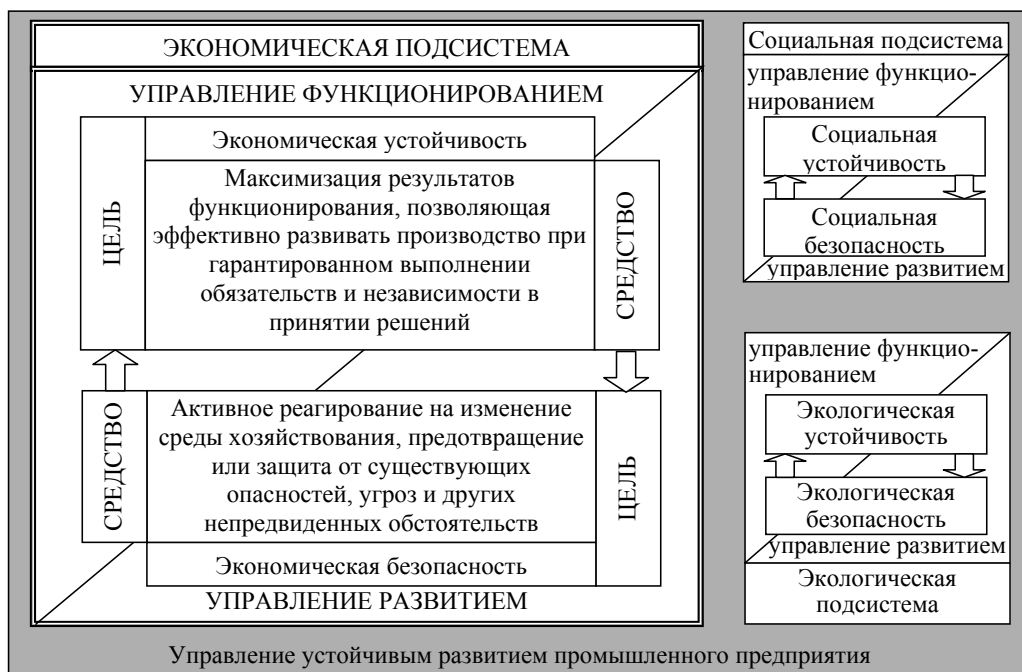 ЭКОНОМИЧЕСКАЯ ПОДСИСТЕМА
УПРАВЛЕНИЕ ФУНКЦИОНИРОВАНИЕМ
ЦЕЛЬ
Экономическая устойчивость
Максимизация результатов
функционирования, позволяющая
эффективно развивать производство при
гарантированном выполнении
обязательств и независимости в
принятии решений
СРЕДСТВО
СРЕДСТВО
Активное реагирование на изменение
среды хозяйствования, предотвращение
или защита от существующих
опасностей, угроз и других
непредвиденных обстоятельств
Экономическая безопасность
ЦЕЛЬ
УПРАВЛЕНИЕ РАЗВИТИЕМ
Социальная подсистема
управление функцио-
нированием
Социальная
устойчивость
Социальная
безопасность
управление развитием
управление функцио-
нированием
Экологическая
устойчивость
Экологическая
безопасность
управление развитием
Экологическая
подсистема
Управление устойчивым развитием промышленного предприятия